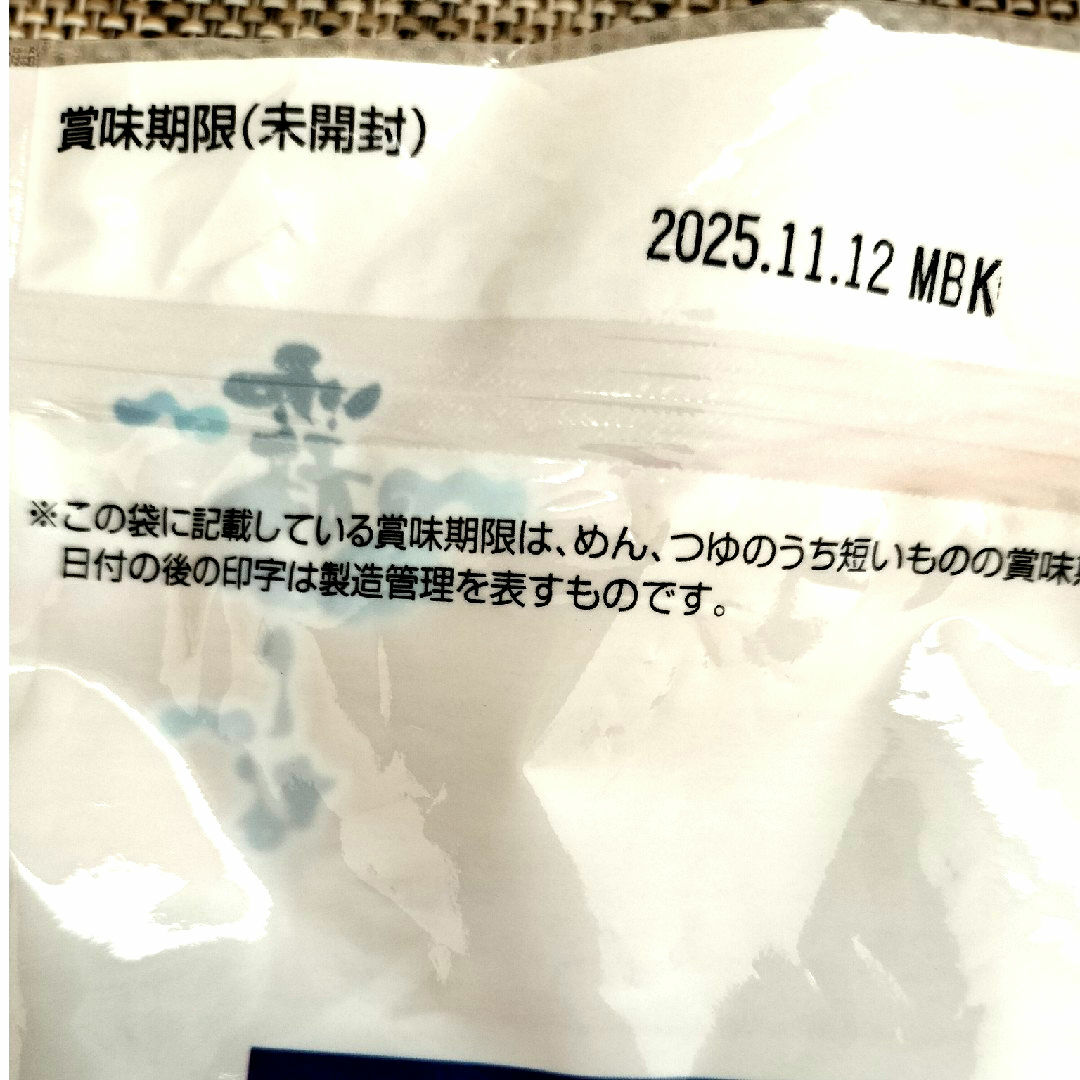 賞味期限(未開封)
2025.11.12 MBK
※この袋に記載している賞味期限は、めん、つゆのうち短いものの賞味
日付の後の印字は製造管理を表すものです。